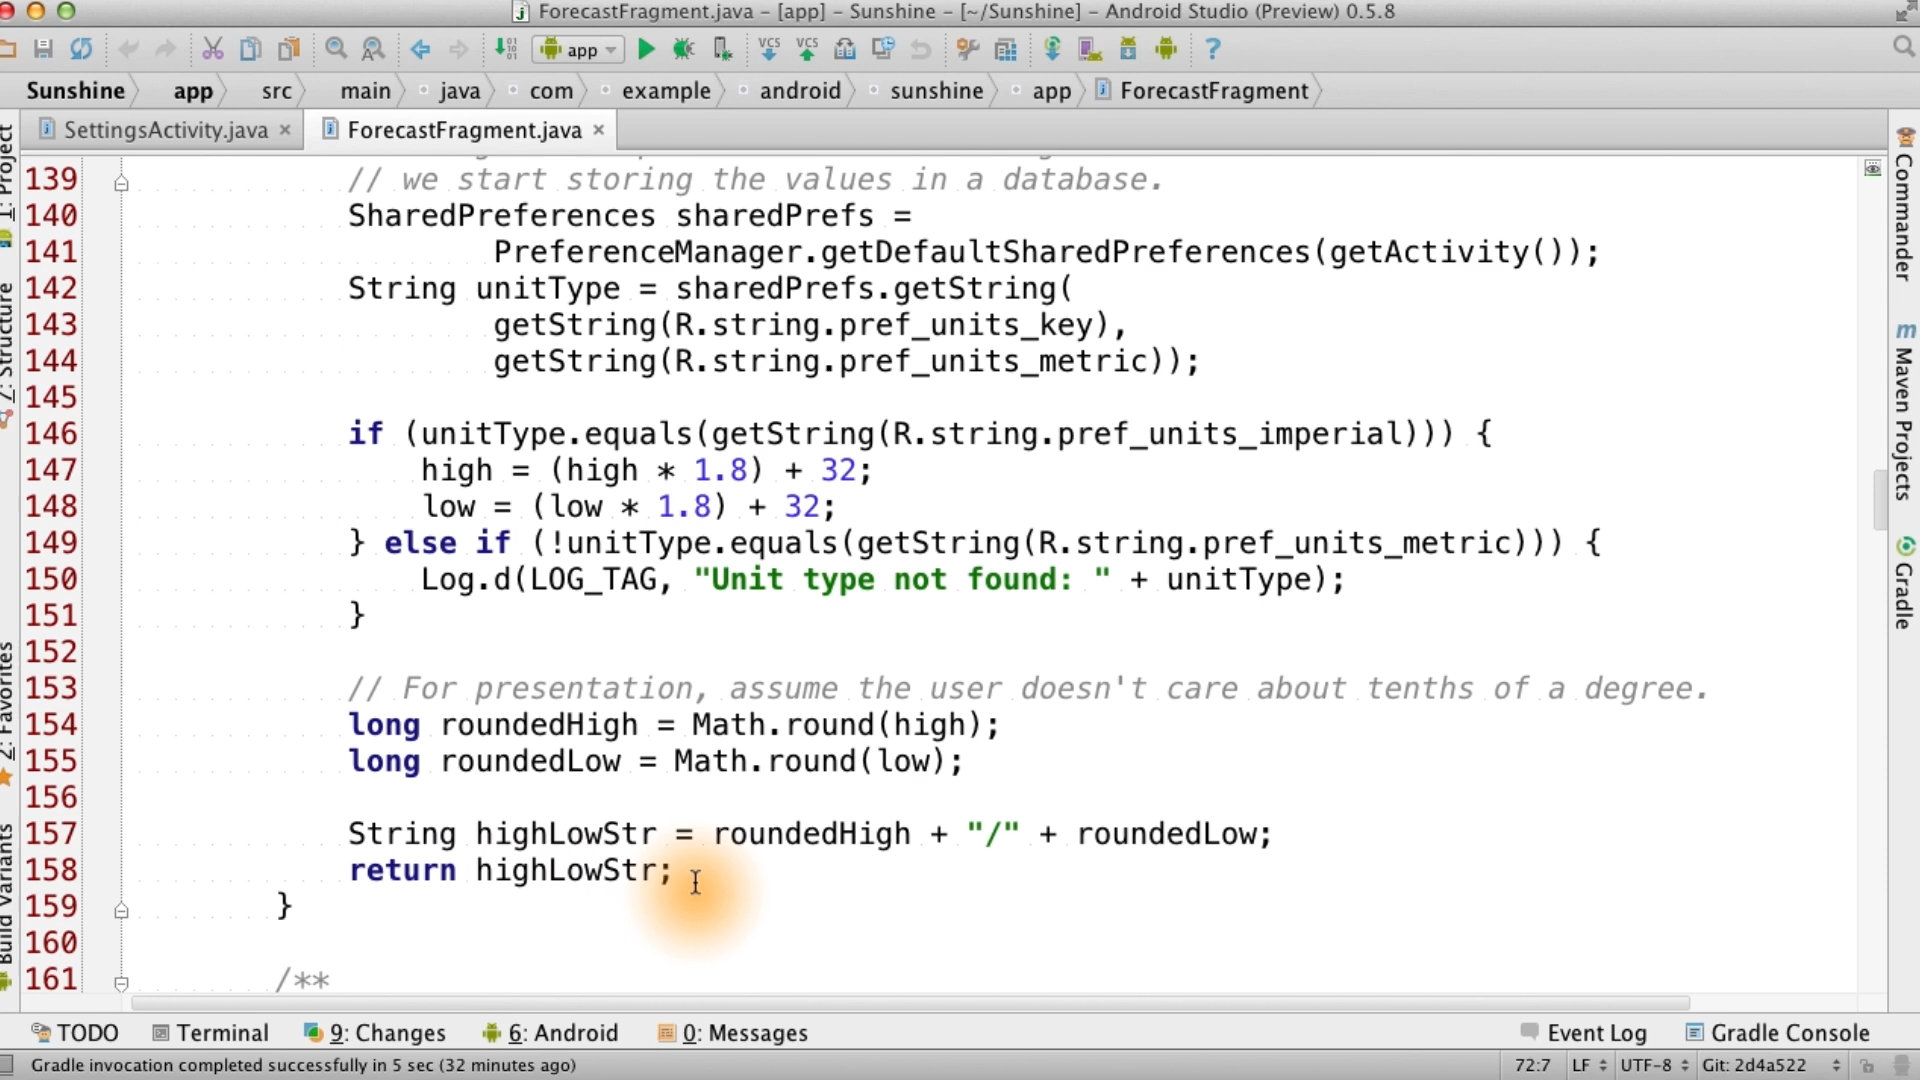 ForecastFragment.java – [app] – Sunshine – [~/Sunshine] – Android Studio (Preview) 0.5.8
app
Sunshine app src main java com example android sunshine app ForecastFragment
SettingsActivity.java × ForecastFragment.java ×
139 // we start storing the values in a database.
140 SharedPreferences sharedPrefs =
141 PreferenceManager.getDefaultSharedPreferences(getActivity());
142 String unitType = sharedPrefs.getString(
143 getString(R.string.pref_units_key),
144 getString(R.string.pref_units_metric));
145
146 if (unitType.equals(getString(R.string.pref_units_imperial))) {
147 high = (high * 1.8) + 32;
148 low = (low * 1.8) + 32;
149 } else if (!unitType.equals(getString(R.string.pref_units_metric))) {
150 Log.d(LOG_TAG, "Unit type not found: " + unitType);
151 }
152
153 // For presentation, assume the user doesn't care about tenths of a degree.
154 long roundedHigh = Math.round(high);
155 long roundedLow = Math.round(low);
156
157 String highLowStr = roundedHigh + "/" + roundedLow;
158 return highLowStr;
159 }
160
161 /**
1: Project
7: Structure
2: Favorites
Build Variants
Commander
Maven Projects
Gradle
TODO Terminal 9: Changes 6: Android 0: Messages Event Log Gradle Console
Gradle invocation completed successfully in 5 sec (32 minutes ago) 72:7 LF UTF-8 Git: 2d4a522